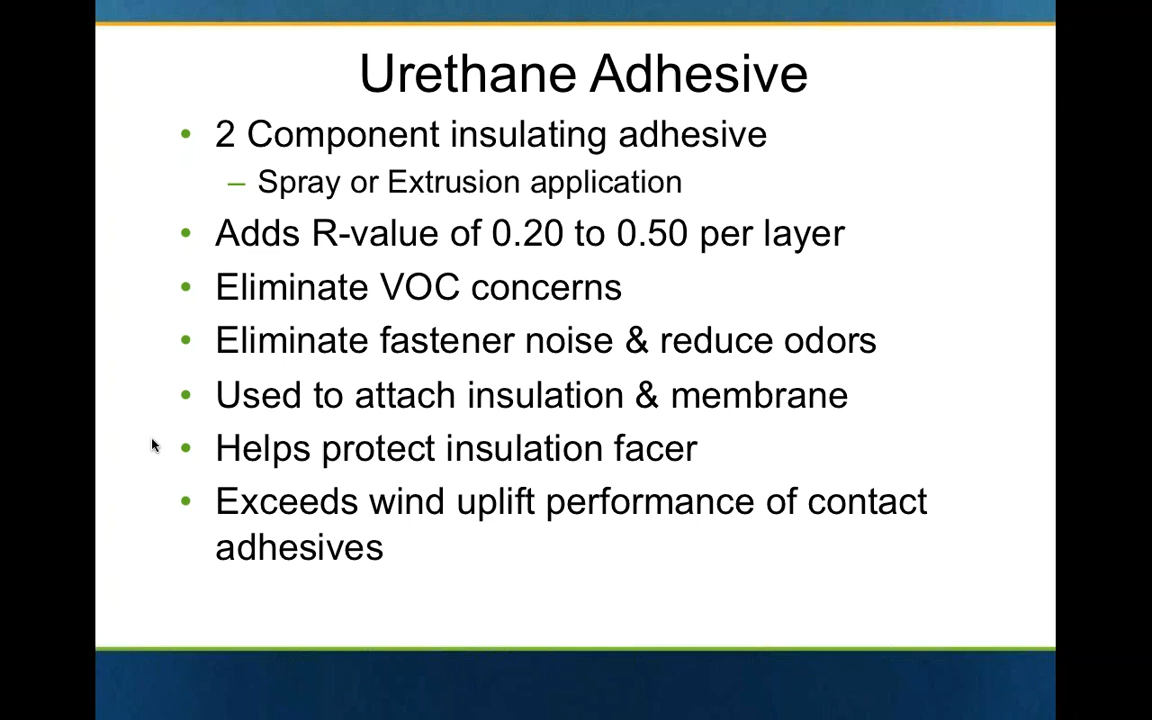 Urethane Adhesive
• 2 Component insulating adhesive
– Spray or Extrusion application
• Adds R-value of 0.20 to 0.50 per layer
• Eliminate VOC concerns
• Eliminate fastener noise & reduce odors
• Used to attach insulation & membrane
• Helps protect insulation facer
• Exceeds wind uplift performance of contact
adhesives